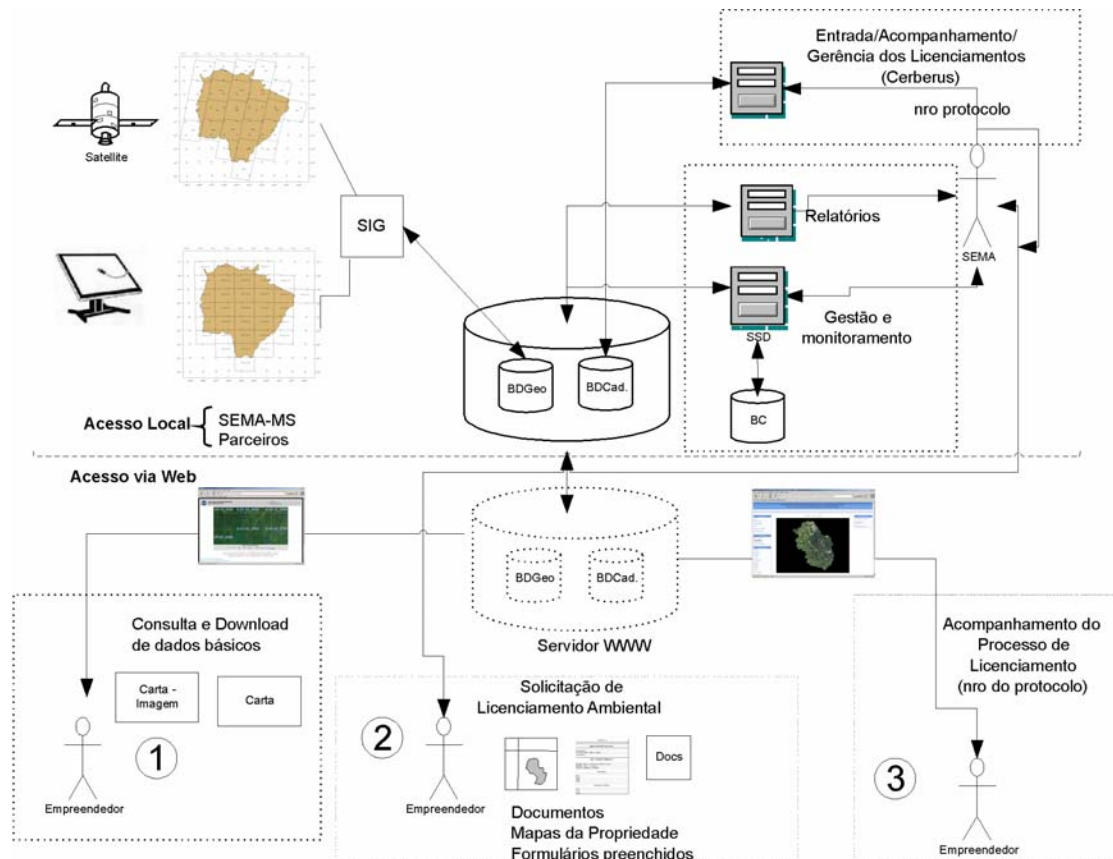 Entrada/Acompanhamento/
Gerência dos Licenciamentos
(Cerberus)
nro protocolo
Satellite
SIG
Relatórios
SEMA
Gestão e
monitoramento
SSD
BDGeo
BDCad.
BC
Acesso Local
SEMA-MS
Parceiros
Acesso via Web
BDGeo
BDCad.
Servidor WWW
Consulta e Download
de dados básicos
Carta -
Imagem
Carta
1
Empreendedor
Solicitação de
Licenciamento Ambiental
2
Docs
Empreendedor
Documentos
Mapas da Propriedade
Formulários preenchidos
Acompanhamento do
Processo de
Licenciamento
(nro do protocolo)
3
Empreendedor